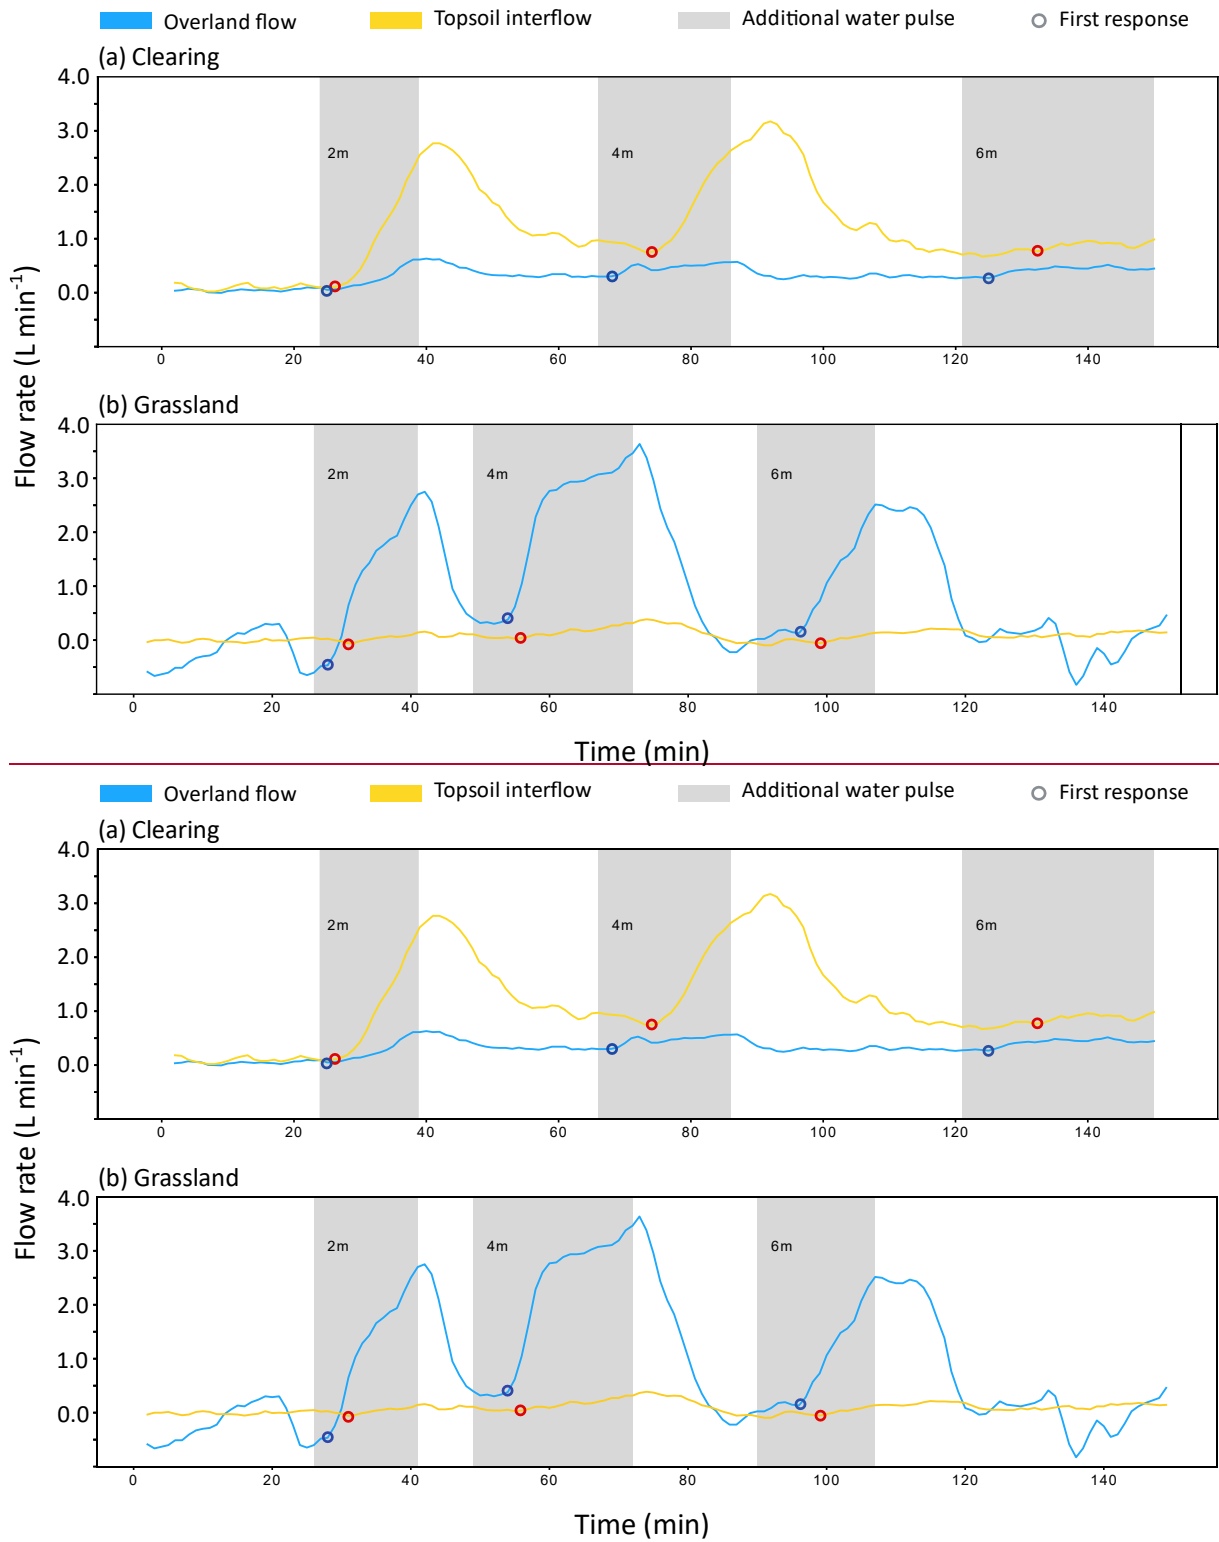 Overland flow Topsoil interflow Additional water pulse First response
(a) Clearing
4.0
3.0
2.0
1.0
0.0
2m 4m 6m
0 20 40 60 80 100 120 140
(b) Grassland
4.0
3.0
2.0
1.0
0.0
2m 4m 6m
0 20 40 60 80 100 120 140
Flow rate (L min⁻¹)
Time (min)
Overland flow Topsoil interflow Additional water pulse First response
(a) Clearing
4.0
3.0
2.0
1.0
0.0
2m 4m 6m
0 20 40 60 80 100 120 140
(b) Grassland
4.0
3.0
2.0
1.0
0.0
2m 4m 6m
0 20 40 60 80 100 120 140
Flow rate (L min⁻¹)
Time (min)